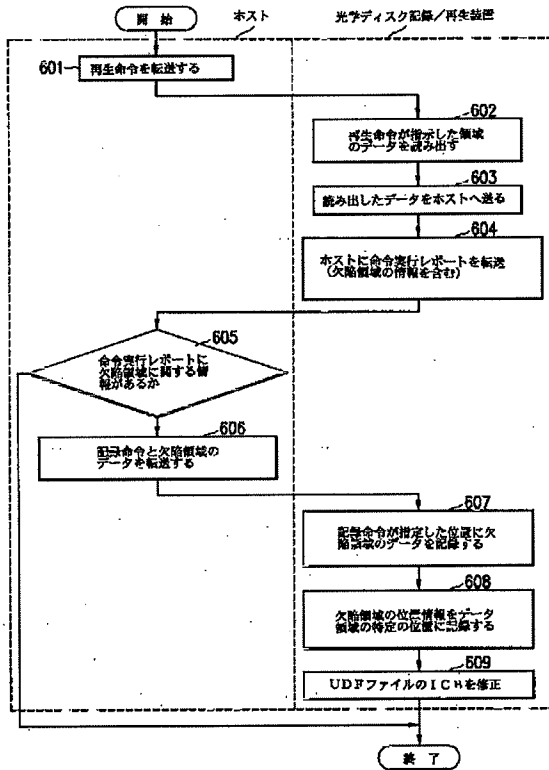 開 始
ホスト
光学ディスク記録／再生装置
601
再生命令を転送する
602
再生命令が指示した領域
のデータを読み出す
603
読み出したデータをホストへ送る
604
ホストに命令実行レポートを転送
(欠陥領域の情報を含む)
605
命令実行レポートに
欠陥領域に関する情
報があるか
606
記録命令と欠陥領域の
データを転送する
607
記録命令が指定した位置に欠
陥領域のデータを記録する
608
欠陥領域の位置情報をデータ
領域の特定の位置に記録する
609
UDFファイルのICBを修正
終 了